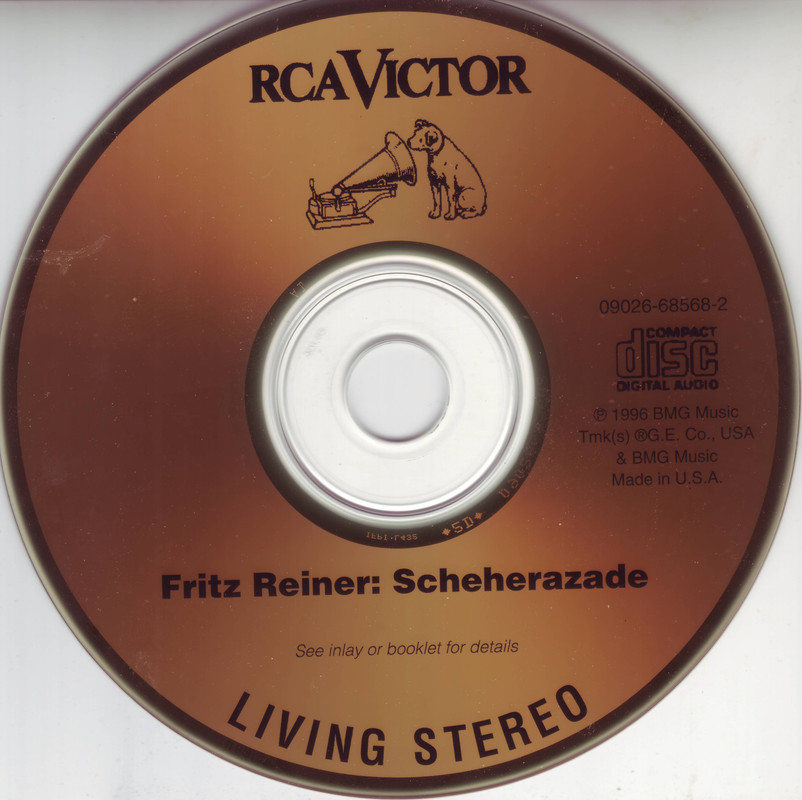 RCA VICTOR
09026-68568-2
COMPACT
disc
DIGITAL AUDIO
℗ 1996 BMG Music
Tmk(s) ®G.E. Co., USA
& BMG Music
Made in U.S.A.
✦5D✦
Fritz Reiner: Scheherazade
See inlay or booklet for details
LIVING STEREO